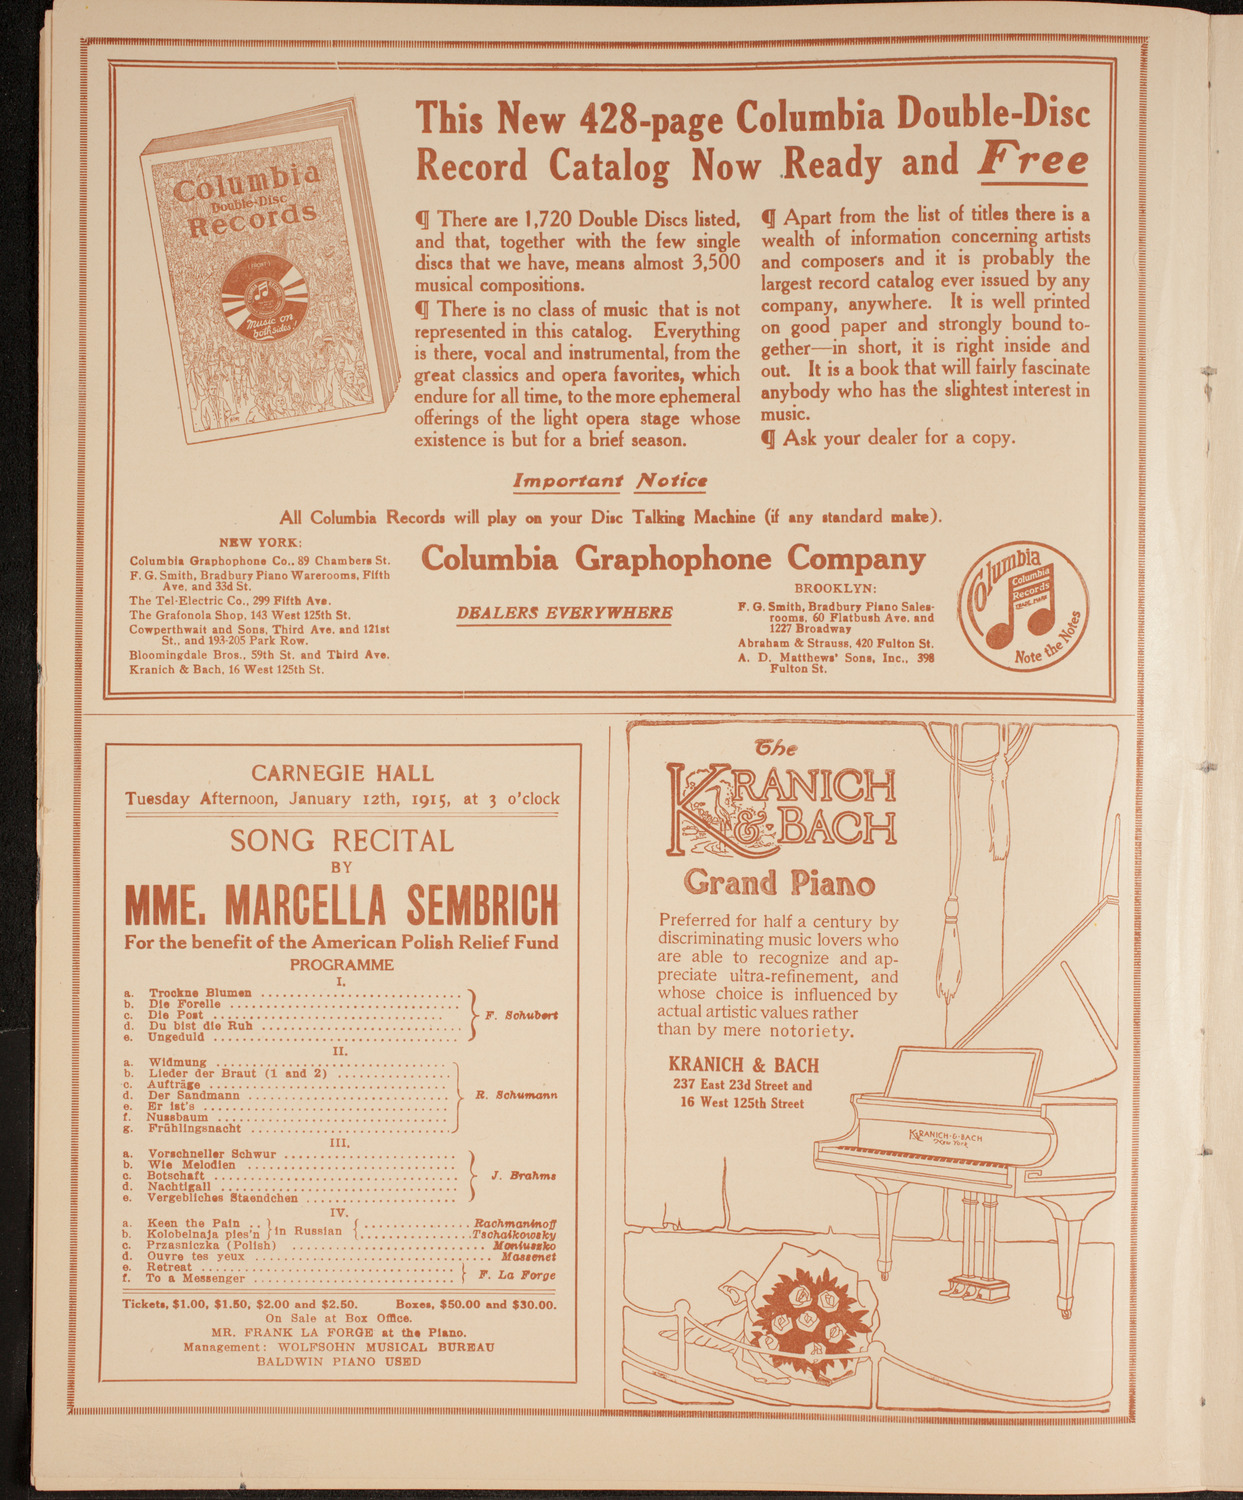 This New 428-page Columbia Double-Disc
Record Catalog Now Ready and Free
Columbia
Double-Disc
Records
Music on
both sides!
¶ There are 1,720 Double Discs listed,
and that, together with the few single
discs that we have, means almost 3,500
musical compositions.
¶ There is no class of music that is not
represented in this catalog. Everything
is there, vocal and instrumental, from the
great classics and opera favorites, which
endure for all time, to the more ephemeral
offerings of the light opera stage whose
existence is but for a brief season.
¶ Apart from the list of titles there is a
wealth of information concerning artists
and composers and it is probably the
largest record catalog ever issued by any
company, anywhere. It is well printed
on good paper and strongly bound to-
gether—in short, it is right inside and
out. It is a book that will fairly fascinate
anybody who has the slightest interest in
music.
¶ Ask your dealer for a copy.
Important Notice
All Columbia Records will play on your Disc Talking Machine (if any standard make).
NEW YORK:
Columbia Graphophone Co., 89 Chambers St.
F. G. Smith, Bradbury Piano Warerooms, Fifth
Ave. and 33d St.
The Tel-Electric Co., 299 Fifth Ave.
The Grafonola Shop, 143 West 125th St.
Cowperthwait and Sons, Third Ave. and 121st
St., and 193-205 Park Row.
Bloomingdale Bros., 59th St. and Third Ave.
Kranich & Bach, 16 West 125th St.
Columbia Graphophone Company
DEALERS EVERYWHERE
BROOKLYN:
F. G. Smith, Bradbury Piano Sales-
rooms, 60 Flatbush Ave. and
1227 Broadway
Abraham & Strauss, 420 Fulton St.
A. D. Matthews' Sons, Inc., 398
Fulton St.
Columbia
Columbia
Records
TRADE MARK
Note the Notes
CARNEGIE HALL
Tuesday Afternoon, January 12th, 1915, at 3 o'clock
SONG RECITAL
BY
MME. MARCELLA SEMBRICH
For the benefit of the American Polish Relief Fund
PROGRAMME
I.
a. Trockne Blumen
b. Die Forelle
c. Die Post
d. Du bist die Ruh
e. Ungeduld
F. Schubert
II.
a. Widmung
b. Lieder der Braut (1 and 2)
c. Aufträge
d. Der Sandmann
e. Er ist's
f. Nussbaum
g. Frühlingsnacht
R. Schumann
III.
a. Vorschneller Schwur
b. Wie Melodien
c. Botschaft
d. Nachtigall
e. Vergebliches Staendchen
J. Brahms
IV.
a. Keen the Pain
b. Kolobelnaja pies'n
in Russian
Rachmaninoff
Tschaikowsky
c. Przasniczka (Polish) Moniuszko
d. Ouvre tes yeux Massenet
e. Retreat
f. To a Messenger
F. La Forge
Tickets, $1.00, $1.50, $2.00 and $2.50. Boxes, $50.00 and $30.00.
On Sale at Box Office.
MR. FRANK LA FORGE at the Piano.
Management: WOLFSOHN MUSICAL BUREAU
BALDWIN PIANO USED
The
KRANICH
& BACH
Grand Piano
Preferred for half a century by
discriminating music lovers who
are able to recognize and ap-
preciate ultra-refinement, and
whose choice is influenced by
actual artistic values rather
than by mere notoriety.
KRANICH & BACH
237 East 23d Street and
16 West 125th Street
KRANICH·&·BACH
New York